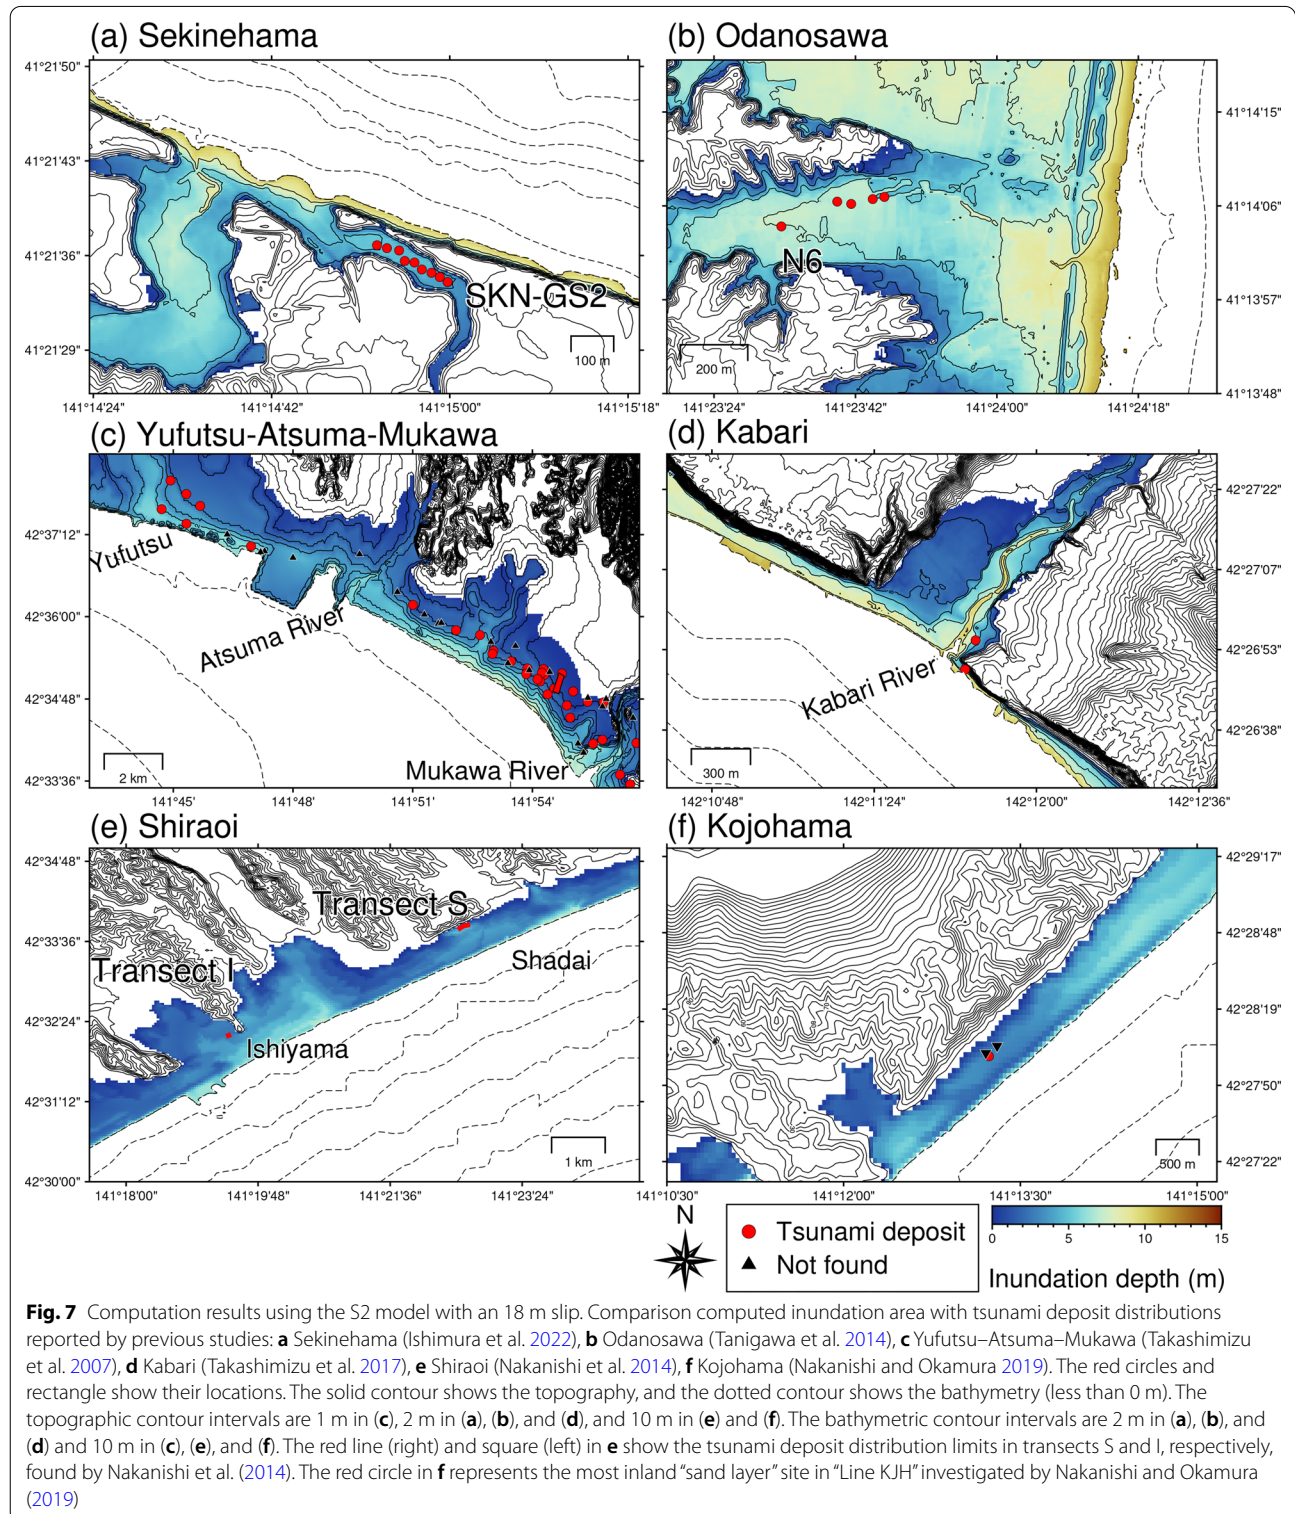 (a) Sekinehama
41°21'50"
41°21'43"
41°21'36"
41°21'29"
SKN-GS2
100 m
141°14'24"
141°14'42"
141°15'00"
141°15'18"
(b) Odanosawa
41°14'15"
41°14'06"
41°13'57"
41°13'48"
N6
200 m
141°23'24"
141°23'42"
141°24'00"
141°24'18"
(c) Yufutsu-Atsuma-Mukawa
42°37'12"
42°36'00"
42°34'48"
42°33'36"
Yufutsu
Atsuma River
Mukawa River
2 km
141°45'
141°48'
141°51'
141°54'
(d) Kabari
42°27'22"
42°27'07"
42°26'53"
42°26'38"
Kabari River
300 m
142°10'48"
142°11'24"
142°12'00"
142°12'36"
(e) Shiraoi
42°34'48"
42°33'36"
42°32'24"
42°31'12"
42°30'00"
Transect S
Transect I
Shadai
Ishiyama
1 km
141°18'00"
141°19'48"
141°21'36"
141°23'24"
(f) Kojohama
42°29'17"
42°28'48"
42°28'19"
42°27'50"
42°27'22"
500 m
141°10'30"
141°12'00"
141°13'30"
141°15'00"
N
Tsunami deposit
Not found
0 5 10 15
Inundation depth (m)
Fig. 7 Computation results using the S2 model with an 18 m slip. Comparison computed inundation area with tsunami deposit distributions
reported by previous studies: a Sekinehama (Ishimura et al. 2022), b Odanosawa (Tanigawa et al. 2014), c Yufutsu–Atsuma–Mukawa (Takashimizu
et al. 2007), d Kabari (Takashimizu et al. 2017), e Shiraoi (Nakanishi et al. 2014), f Kojohama (Nakanishi and Okamura 2019). The red circles and
rectangle show their locations. The solid contour shows the topography, and the dotted contour shows the bathymetry (less than 0 m). The
topographic contour intervals are 1 m in (c), 2 m in (a), (b), and (d), and 10 m in (e) and (f). The bathymetric contour intervals are 2 m in (a), (b), and
(d) and 10 m in (c), (e), and (f). The red line (right) and square (left) in e show the tsunami deposit distribution limits in transects S and I, respectively,
found by Nakanishi et al. (2014). The red circle in f represents the most inland "sand layer" site in "Line KJH" investigated by Nakanishi and Okamura
(2019)